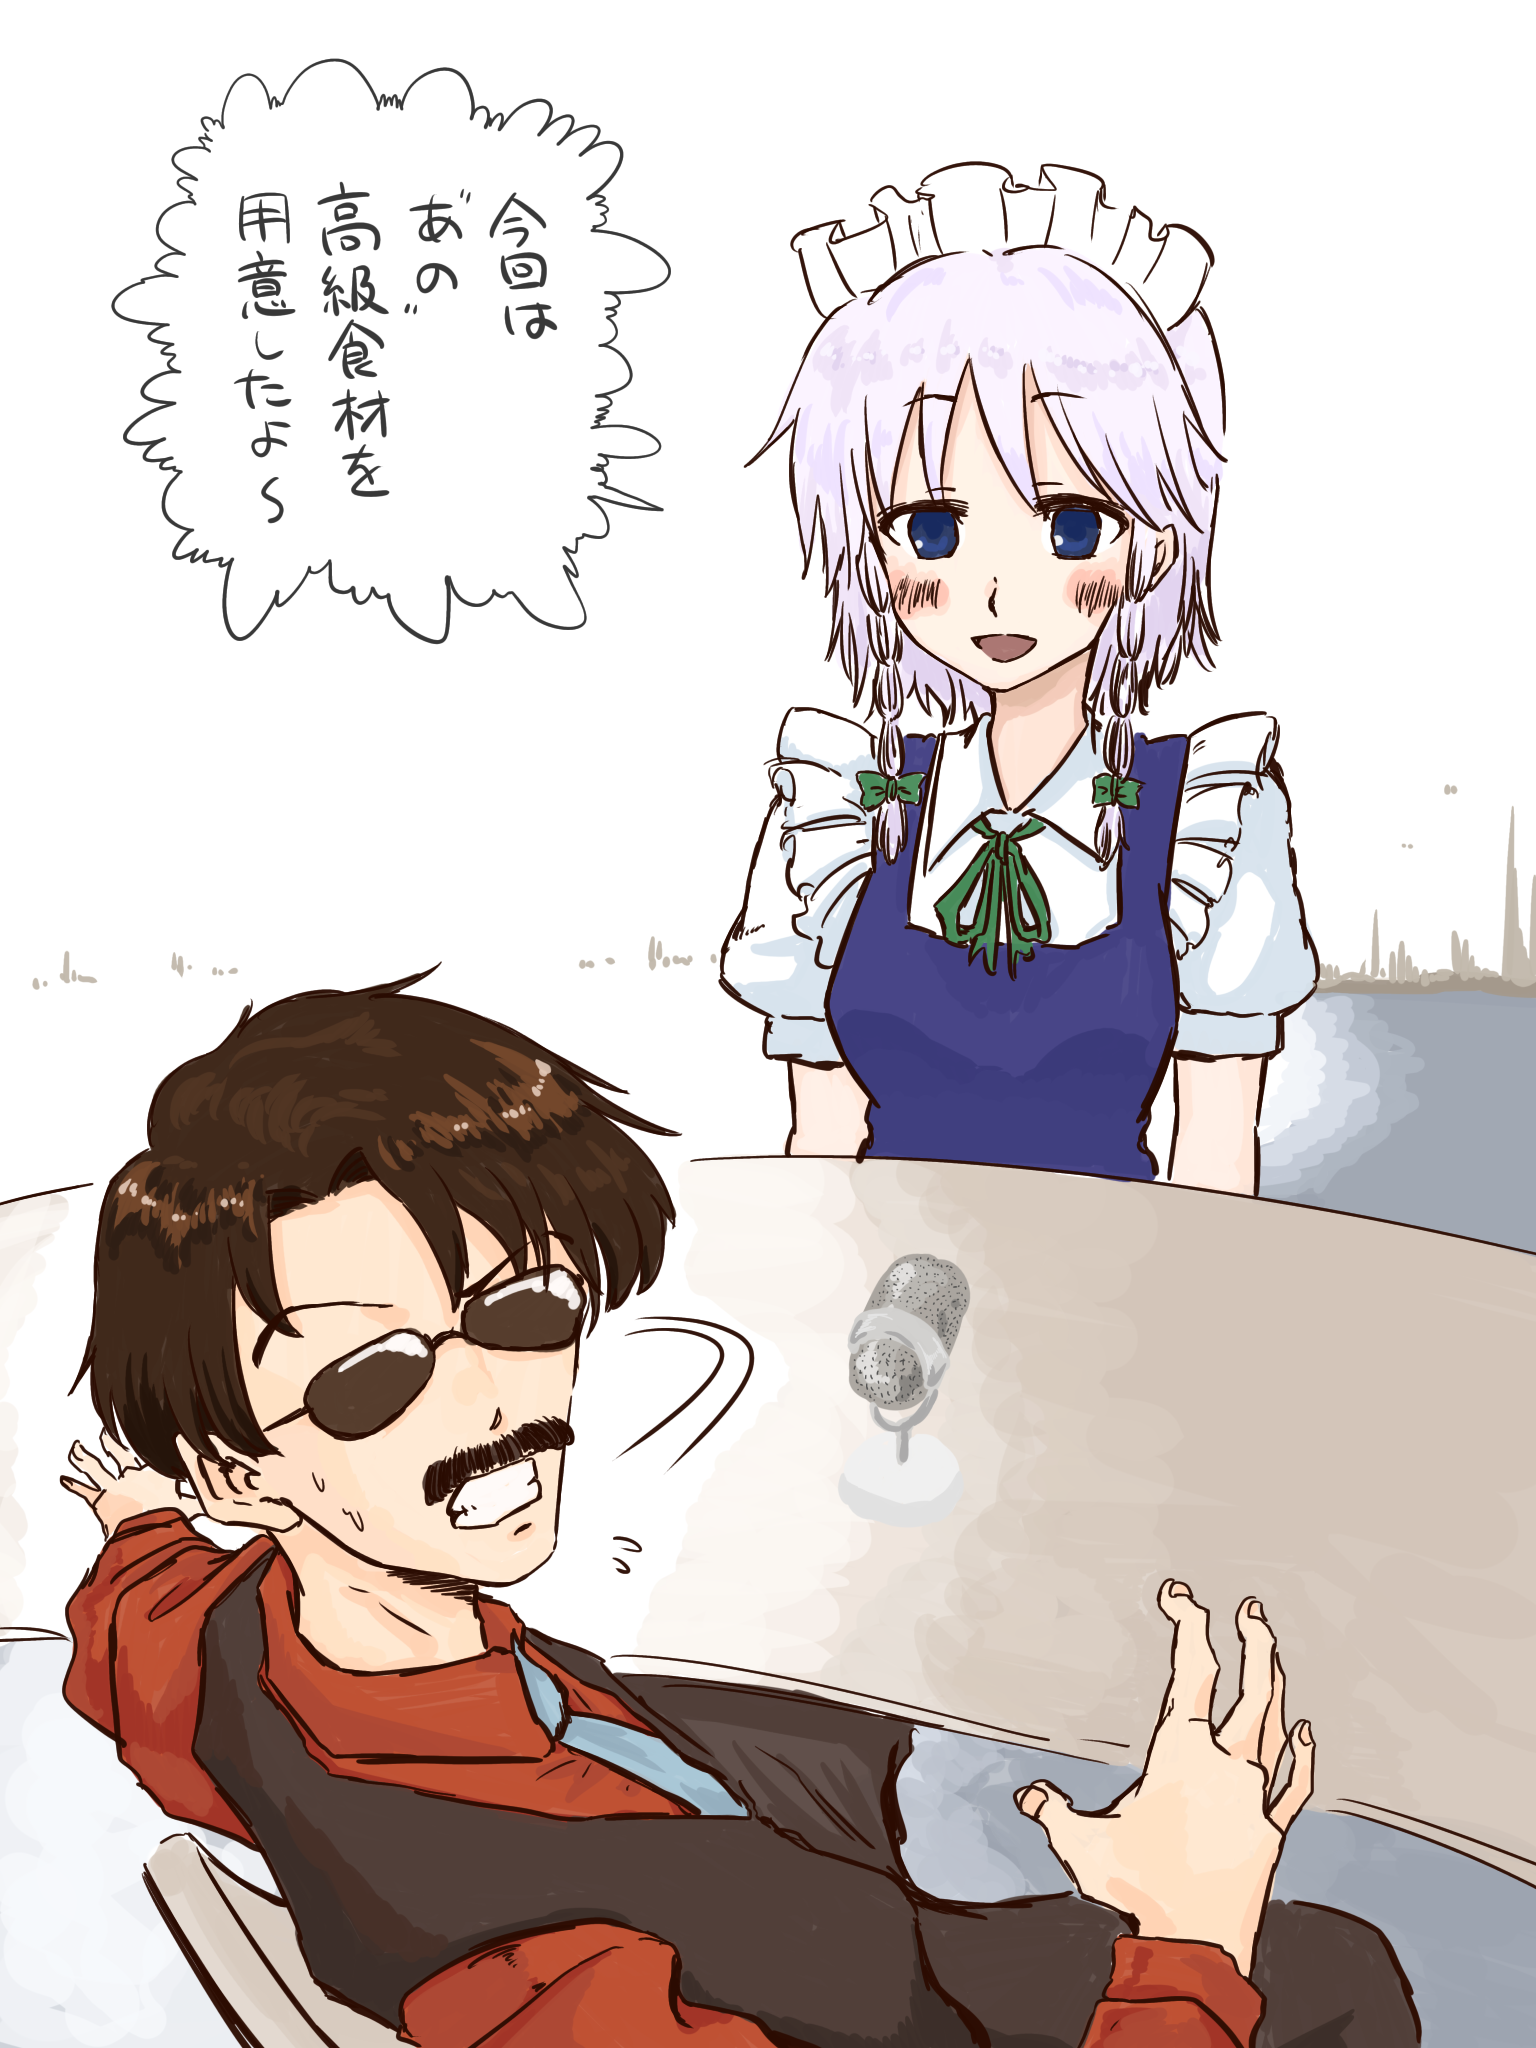 今回は
〝あの〟
高級食材を
用意したよ～